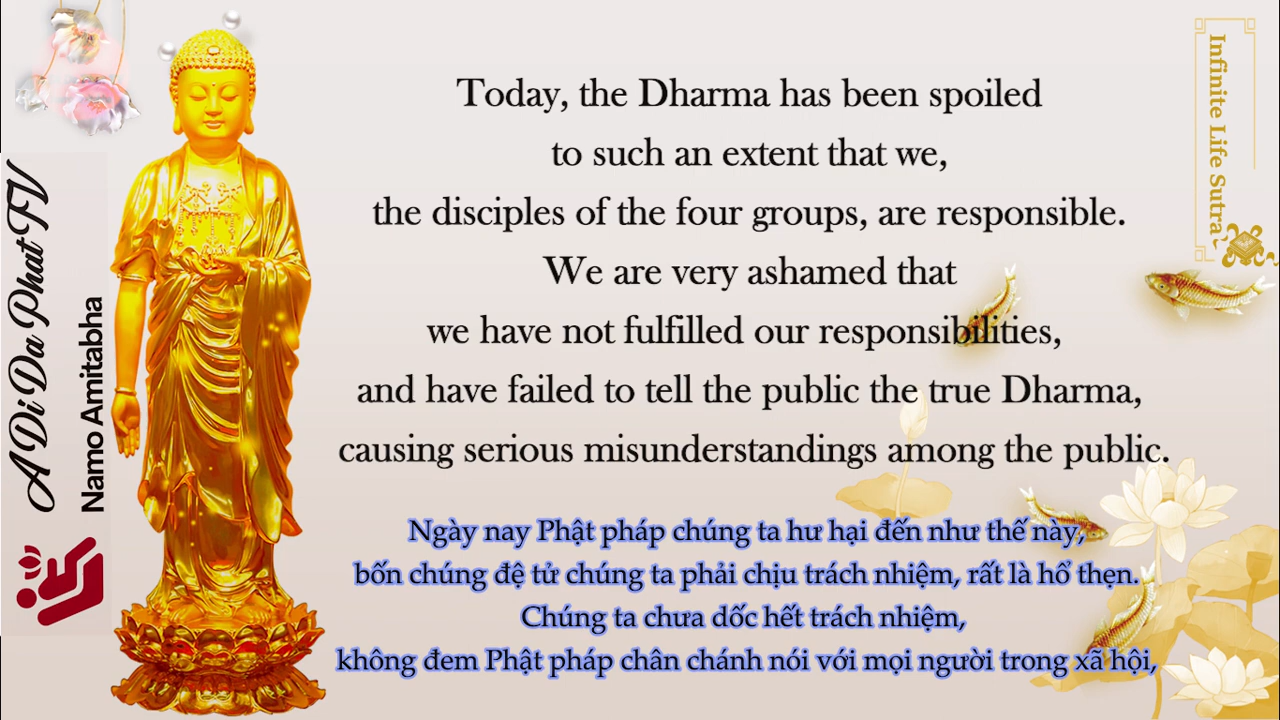 A Di Da Phat TV
Namo Amitabha
Today, the Dharma has been spoiled
to such an extent that we,
the disciples of the four groups, are responsible.
We are very ashamed that
we have not fulfilled our responsibilities,
and have failed to tell the public the true Dharma,
causing serious misunderstandings among the public.
Ngày nay Phật pháp chúng ta hư hại đến như thế này,
bốn chúng đệ tử chúng ta phải chịu trách nhiệm, rất là hổ thẹn.
Chúng ta chưa dốc hết trách nhiệm,
không đem Phật pháp chân chánh nói với mọi người trong xã hội,
Infinite Life Sutra